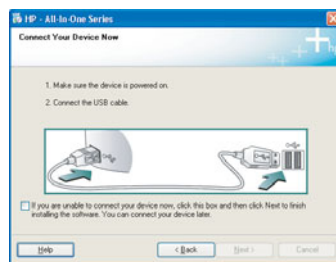 HP - All-In-One Series
Connect Your Device Now
1. Make sure the device is powered on.
2. Connect the USB cable.
If you are unable to connect your device now, click this box and then click Next to finish
installing the software. You can connect your device later.
Help
< Back
Next >
Cancel